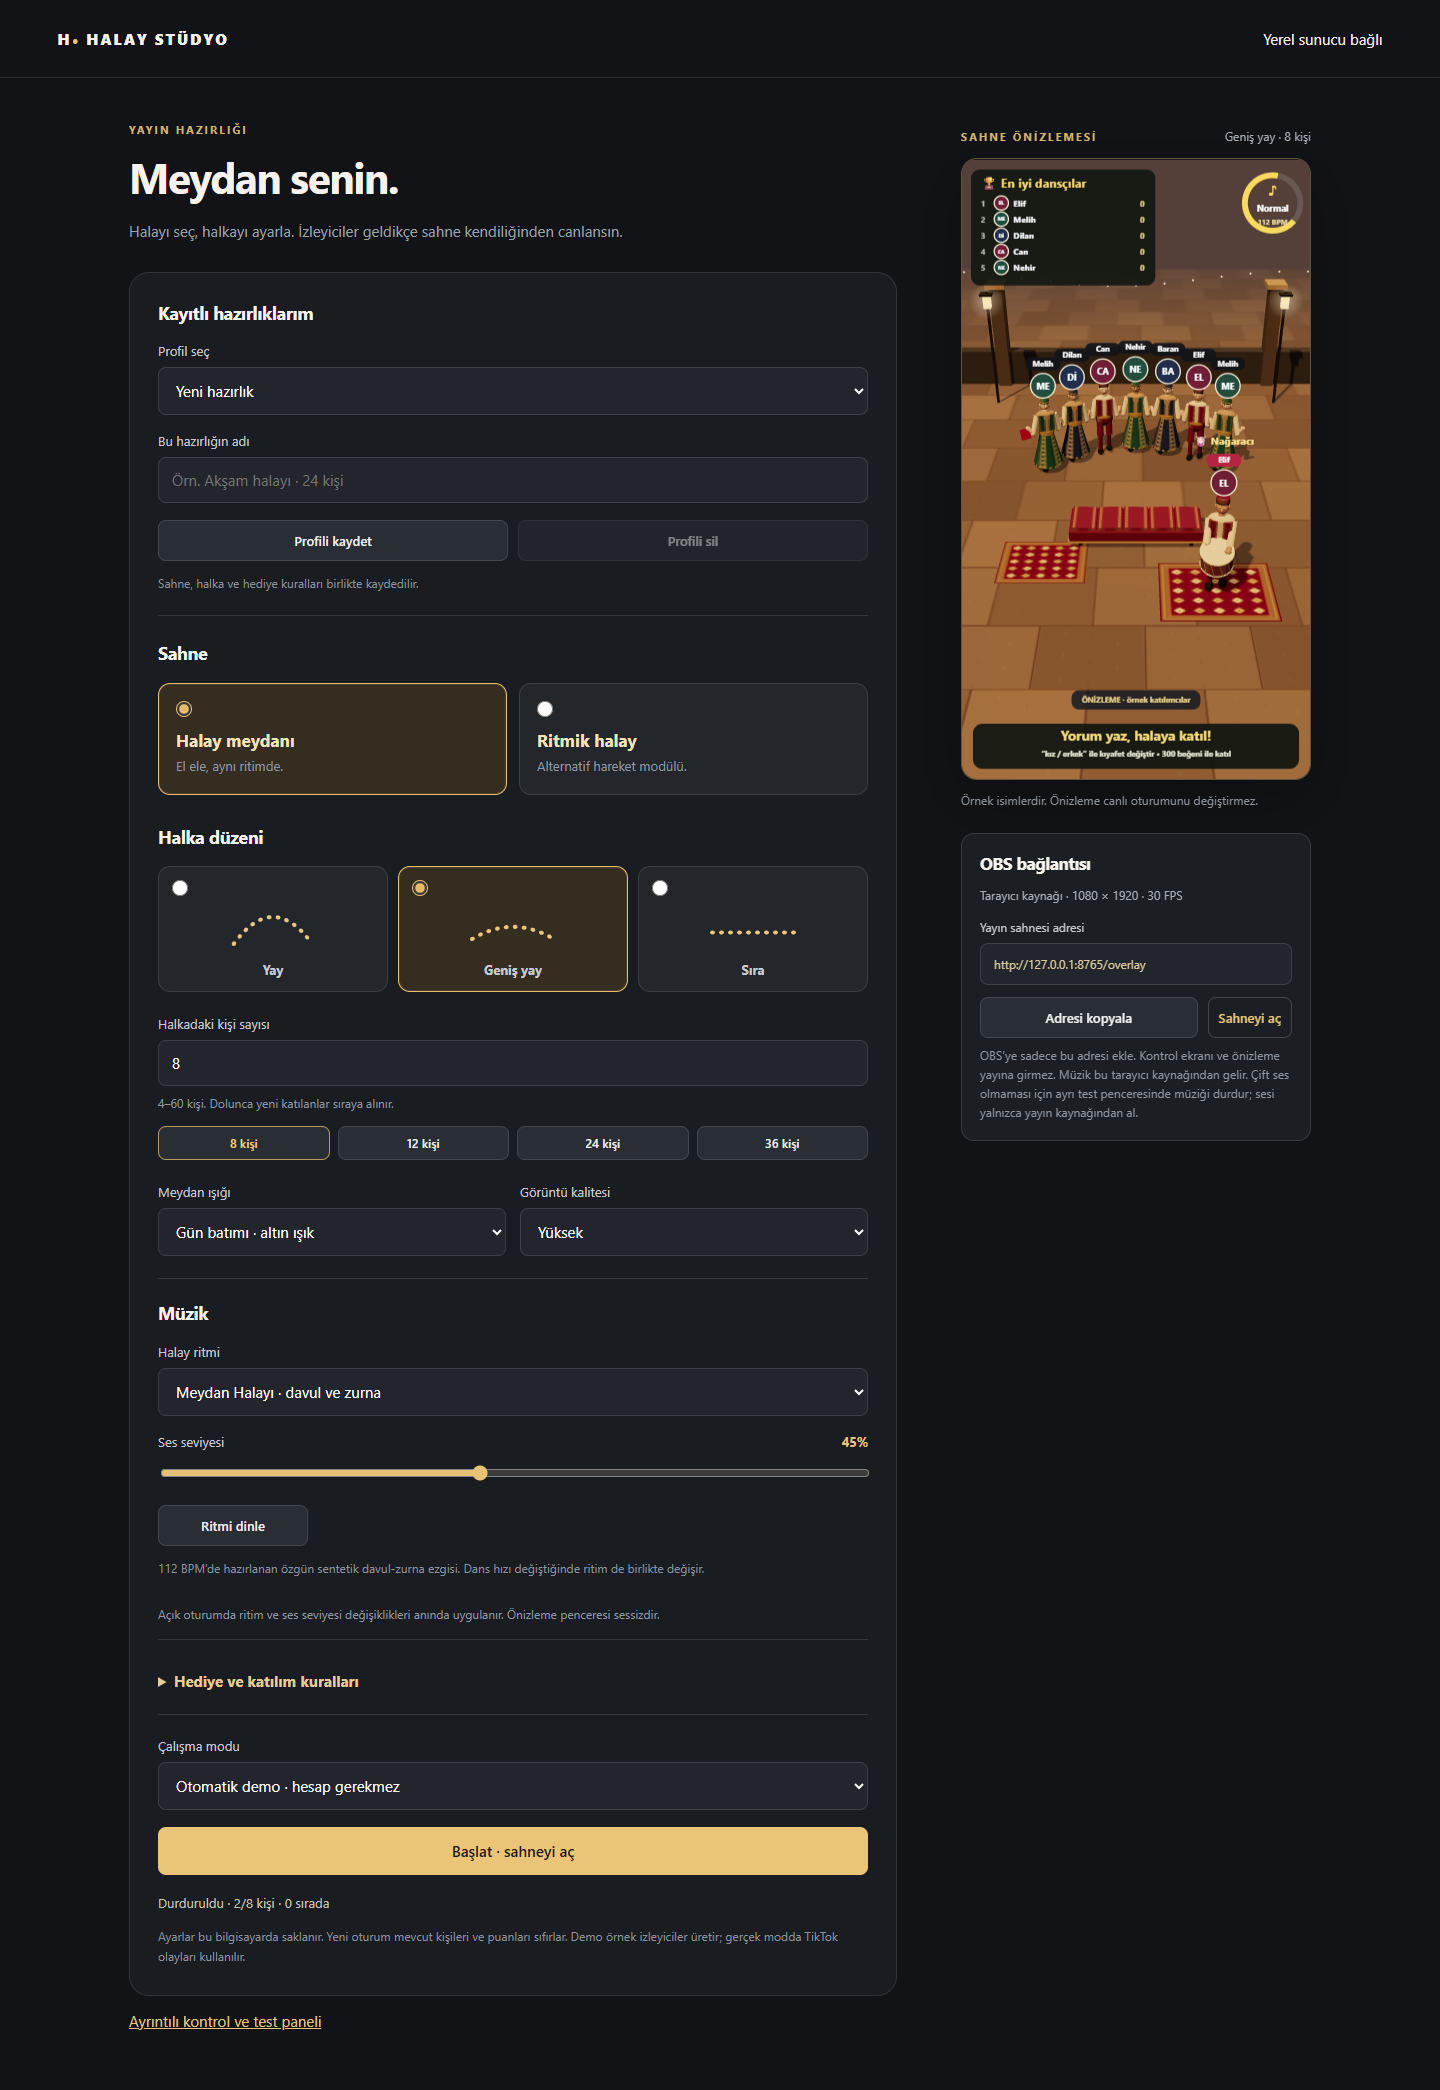 H• HALAY STÜDYO
Yerel sunucu bağlı
YAYIN HAZIRLIĞI
Meydan senin.
Halayı seç, halkayı ayarla. İzleyiciler geldikçe sahne kendiliğinden canlansın.
Kayıtlı hazırlıklarım
Profil seç
Yeni hazırlık
Bu hazırlığın adı
Örn. Akşam halayı · 24 kişi
Profili kaydet
Profili sil
Sahne, halka ve hediye kuralları birlikte kaydedilir.
Sahne
Halay meydanı
El ele, aynı ritimde.
Ritmik halay
Alternatif hareket modülü.
Halka düzeni
Yay
Geniş yay
Sıra
Halkadaki kişi sayısı
8
4–60 kişi. Dolunca yeni katılanlar sıraya alınır.
8 kişi
12 kişi
24 kişi
36 kişi
Meydan ışığı
Görüntü kalitesi
Gün batımı · altın ışık
Yüksek
Müzik
Halay ritmi
Meydan Halayı · davul ve zurna
Ses seviyesi
45%
Ritmi dinle
112 BPM'de hazırlanan özgün sentetik davul-zurna ezgisi. Dans hızı değiştiğinde ritim de birlikte değişir.
Açık oturumda ritim ve ses seviyesi değişiklikleri anında uygulanır. Önizleme penceresi sessizdir.
Hediye ve katılım kuralları
Çalışma modu
Otomatik demo · hesap gerekmez
Başlat · sahneyi aç
Durduruldu · 2/8 kişi · 0 sırada
Ayarlar bu bilgisayarda saklanır. Yeni oturum mevcut kişileri ve puanları sıfırlar. Demo örnek izleyiciler üretir; gerçek modda TikTok
olayları kullanılır.
Ayrıntılı kontrol ve test paneli
SAHNE ÖNİZLEMESİ
Geniş yay · 8 kişi
En iyi dansçılar
1 EL Elif 0
2 ME Melih 0
3 Dİ Dilan 0
4 CA Can 0
5 NE Nehir 0
Normal
112 BPM
Melih
Dilan
Can
Nehir
Baran
Elif
Melih
ME
Dİ
CA
NE
BA
EL
ME
Nağaracı
Elif
EL
ÖNİZLEME · örnek katılımcılar
Yorum yaz, halaya katıl!
"kız / erkek" ile kıyafet değiştir • 300 beğeni ile katıl
Örnek isimlerdir. Önizleme canlı oturumunu değiştirmez.
OBS bağlantısı
Tarayıcı kaynağı · 1080 × 1920 · 30 FPS
Yayın sahnesi adresi
http://127.0.0.1:8765/overlay
Adresi kopyala
Sahneyi aç
OBS'ye sadece bu adresi ekle. Kontrol ekranı ve önizleme
yayına girmez. Müzik bu tarayıcı kaynağından gelir. Çift ses
olmaması için ayrı test penceresinde müziği durdur; sesi
yalnızca yayın kaynağından al.